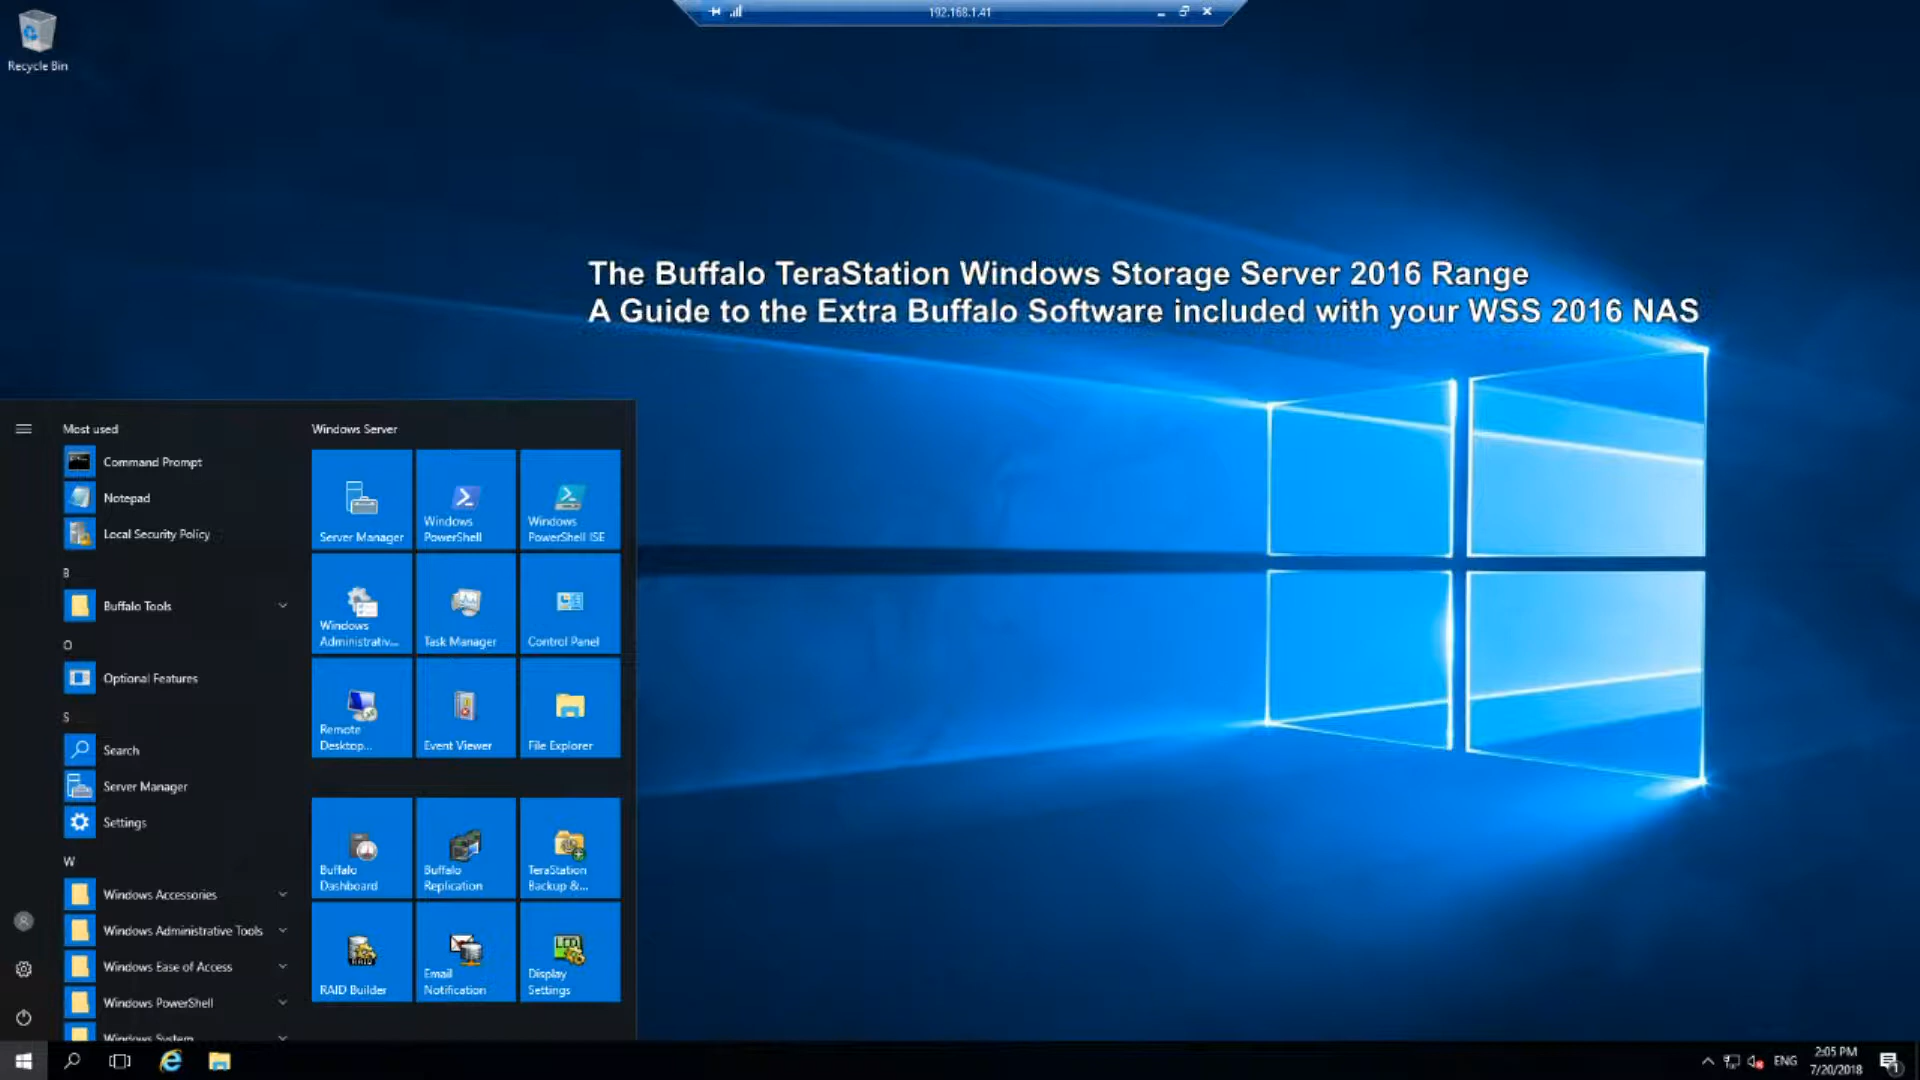 192.168.1.41
Recycle Bin
The Buffalo TeraStation Windows Storage Server 2016 Range
A Guide to the Extra Buffalo Software included with your WSS 2016 NAS
Most used
Command Prompt
Notepad
Local Security Policy
B
Buffalo Tools
O
Optional Features
S
Search
Server Manager
Settings
W
Windows Accessories
Windows Administrative Tools
Windows Ease of Access
Windows PowerShell
Windows System
Windows Server
Server Manager
Windows
PowerShell
Windows
PowerShell ISE
Windows
Administrativ...
Task Manager
Control Panel
Remote
Desktop...
Event Viewer
File Explorer
Buffalo
Dashboard
Buffalo
Replication
TeraStation
Backup &...
RAID
RAID Builder
Email
Notification
LCD
Display
Settings
ENG
2:05 PM
7/20/2018
1